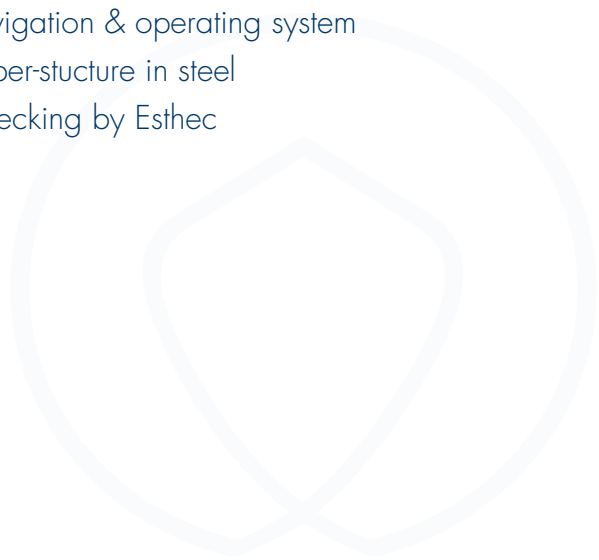 vigation & operating system
per-stucture in steel
ecking by Esthec